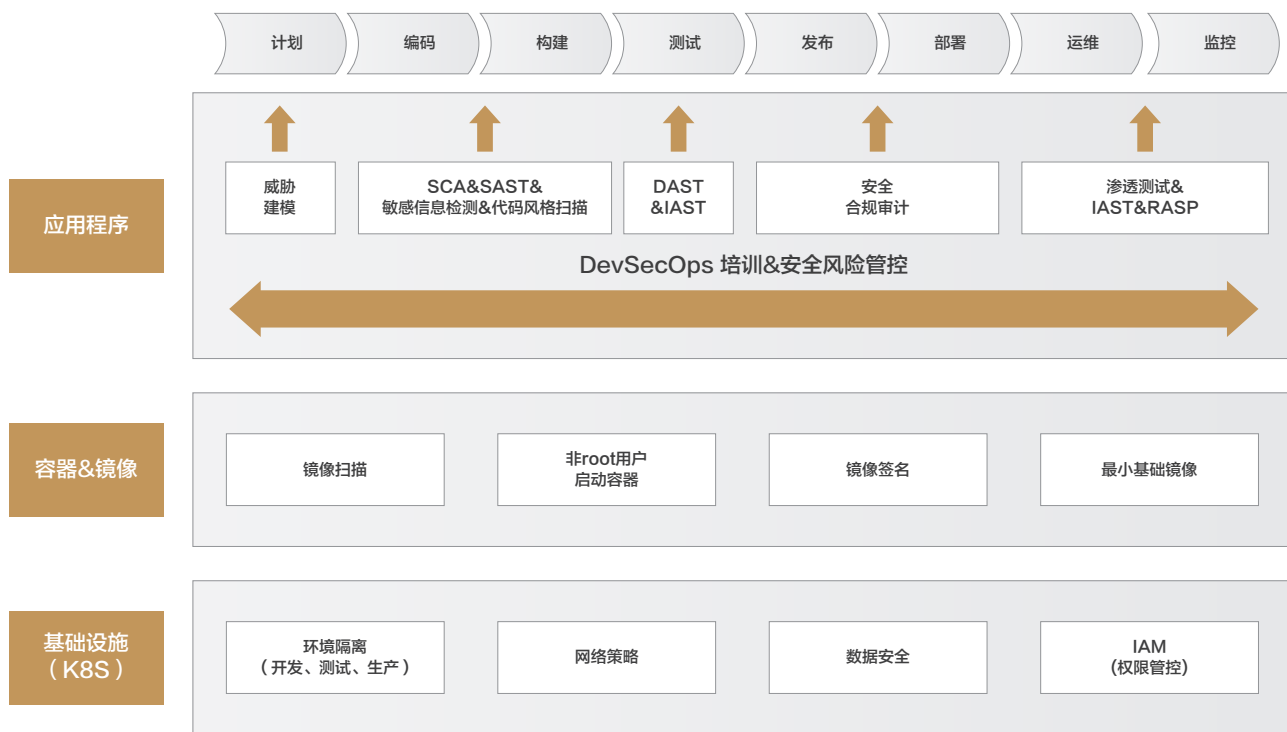 计划
编码
构建
测试
发布
部署
运维
监控
应用程序
威胁
建模
SCA&SAST&
敏感信息检测&代码风格扫描
DAST
&IAST
安全
合规审计
渗透测试&
IAST&RASP
DevSecOps 培训&安全风险管控
容器&镜像
镜像扫描
非root用户
启动容器
镜像签名
最小基础镜像
基础设施
（K8S）
环境隔离
（开发、测试、生产）
网络策略
数据安全
IAM
(权限管控)